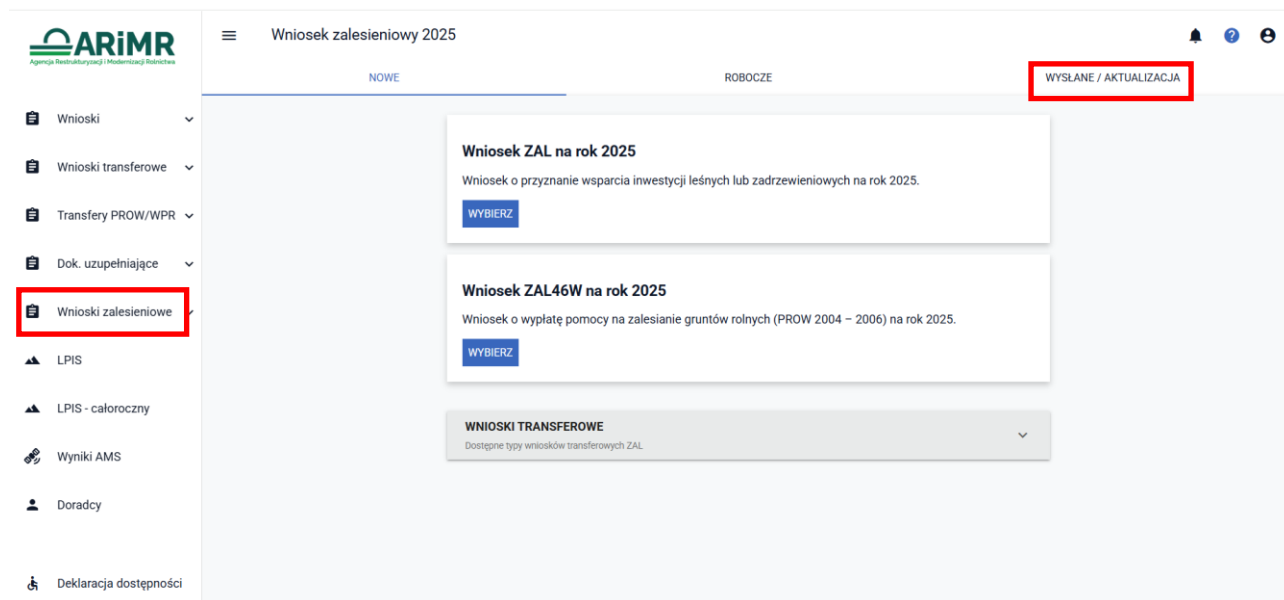 ARiMR
Agencja Restrukturyzacji i Modernizacji Rolnictwa
Wniosek zalesieniowy 2025
NOWE
ROBOCZE
WYSŁANE / AKTUALIZACJA
Wnioski
Wnioski transferowe
Transfery PROW/WPR
Dok. uzupełniające
Wnioski zalesieniowe
LPIS
LPIS - całoroczny
Wyniki AMS
Doradcy
Deklaracja dostępności
Wniosek ZAL na rok 2025
Wniosek o przyznanie wsparcia inwestycji leśnych lub zadrzewieniowych na rok 2025.
WYBIERZ
Wniosek ZAL46W na rok 2025
Wniosek o wypłatę pomocy na zalesianie gruntów rolnych (PROW 2004 – 2006) na rok 2025.
WYBIERZ
WNIOSKI TRANSFEROWE
Dostępne typy wniosków transferowych ZAL